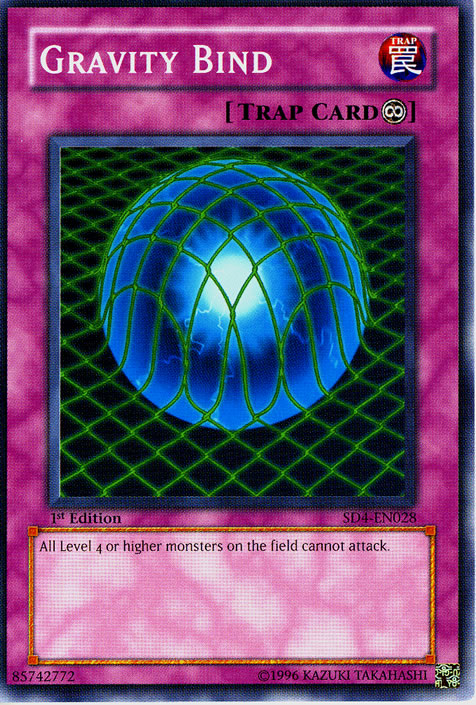 GRAVITY BIND
TRAP
罠
[TRAP CARD∞]
1st Edition
SD4-EN028
All Level 4 or higher monsters on the field cannot attack.
85742772
©1996 KAZUKI TAKAHASHI